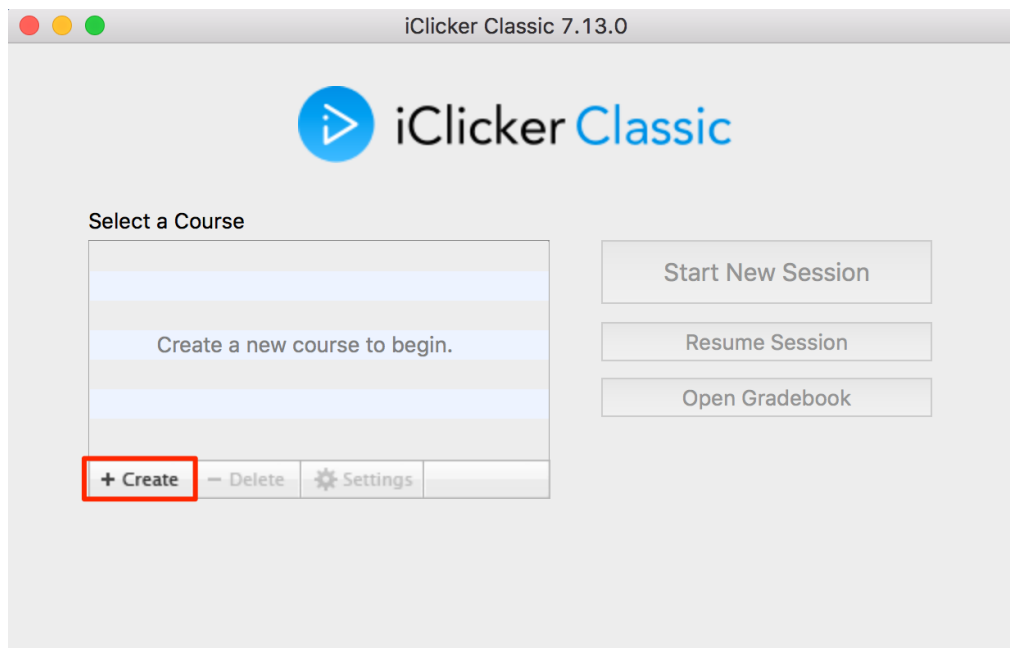 iClicker Classic 7.13.0
iClicker Classic
Select a Course
Create a new course to begin.
+ Create
− Delete
Settings
Start New Session
Resume Session
Open Gradebook